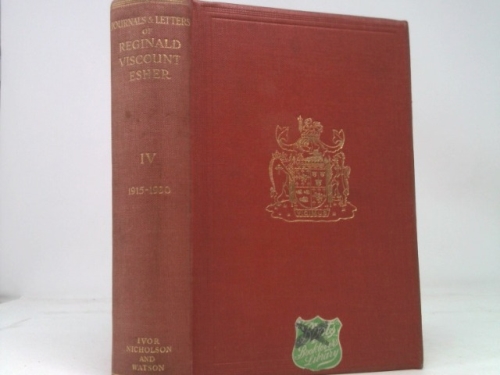 JOURNALS & LETTERS
OF
REGINALD
VISCOUNT
ESHER
IV
1915-1930
IVOR
NICHOLSON
AND
WATSON